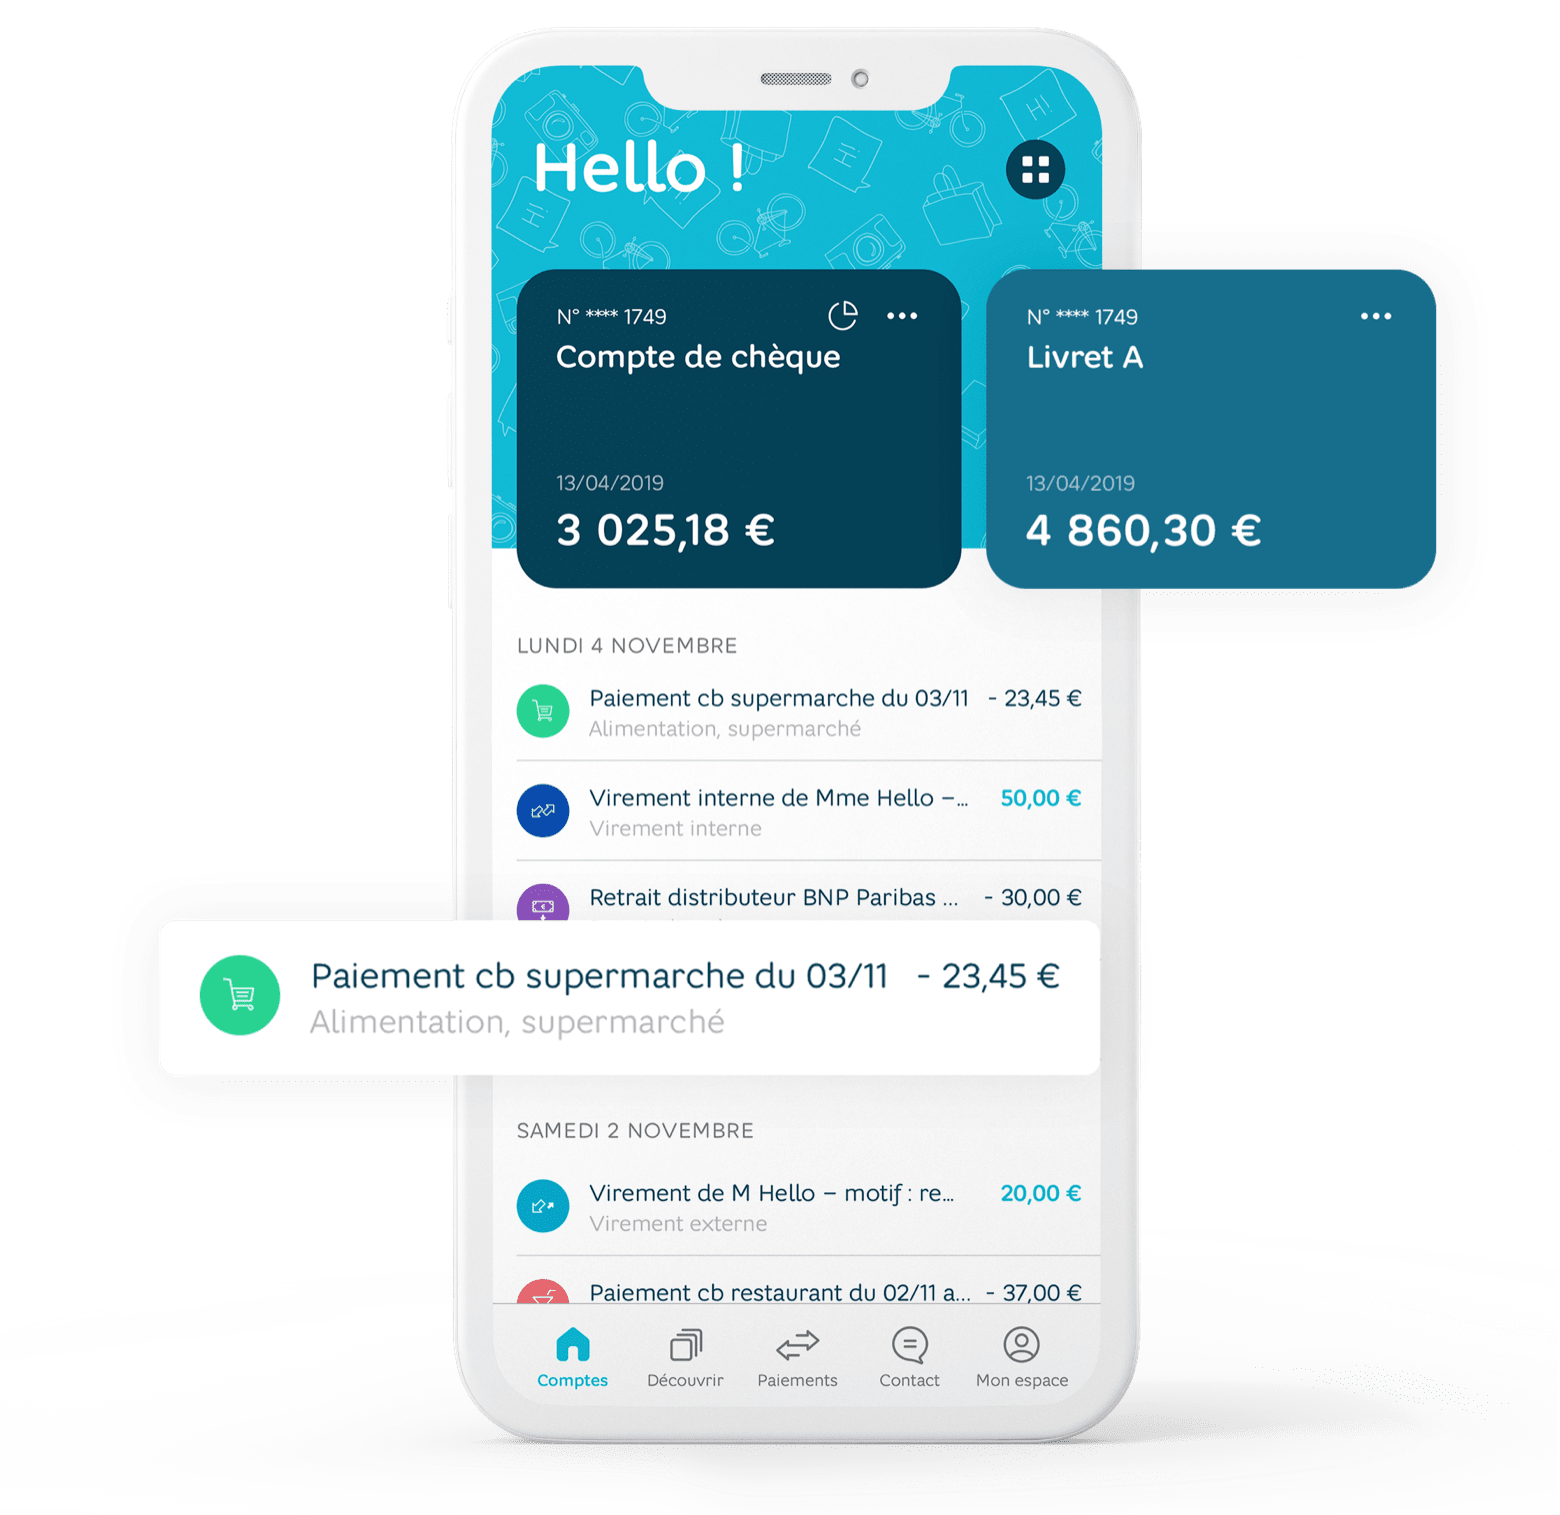 Hello !
N° **** 1749
Compte de chèque
13/04/2019
3 025,18 €
N° **** 1749
Livret A
13/04/2019
4 860,30 €
LUNDI 4 NOVEMBRE
Paiement cb supermarche du 03/11 - 23,45 €
Alimentation, supermarché
Virement interne de Mme Hello –... 50,00 €
Virement interne
Retrait distributeur BNP Paribas ... - 30,00 €
Paiement cb supermarche du 03/11 - 23,45 €
Alimentation, supermarché
SAMEDI 2 NOVEMBRE
Virement de M Hello – motif : re... 20,00 €
Virement externe
Paiement cb restaurant du 02/11 a... - 37,00 €
Comptes Découvrir Paiements Contact Mon espace